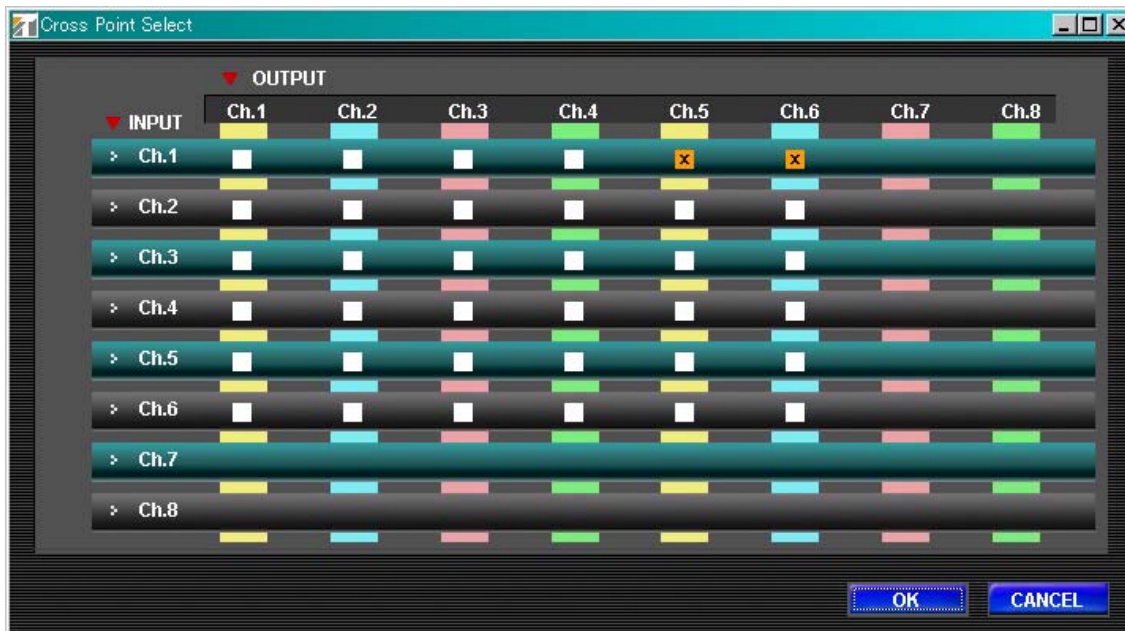 Cross Point Select
OUTPUT
INPUT
Ch.1 Ch.2 Ch.3 Ch.4 Ch.5 Ch.6 Ch.7 Ch.8
Ch.1 x x
Ch.2
Ch.3
Ch.4
Ch.5
Ch.6
Ch.7
Ch.8
OK CANCEL